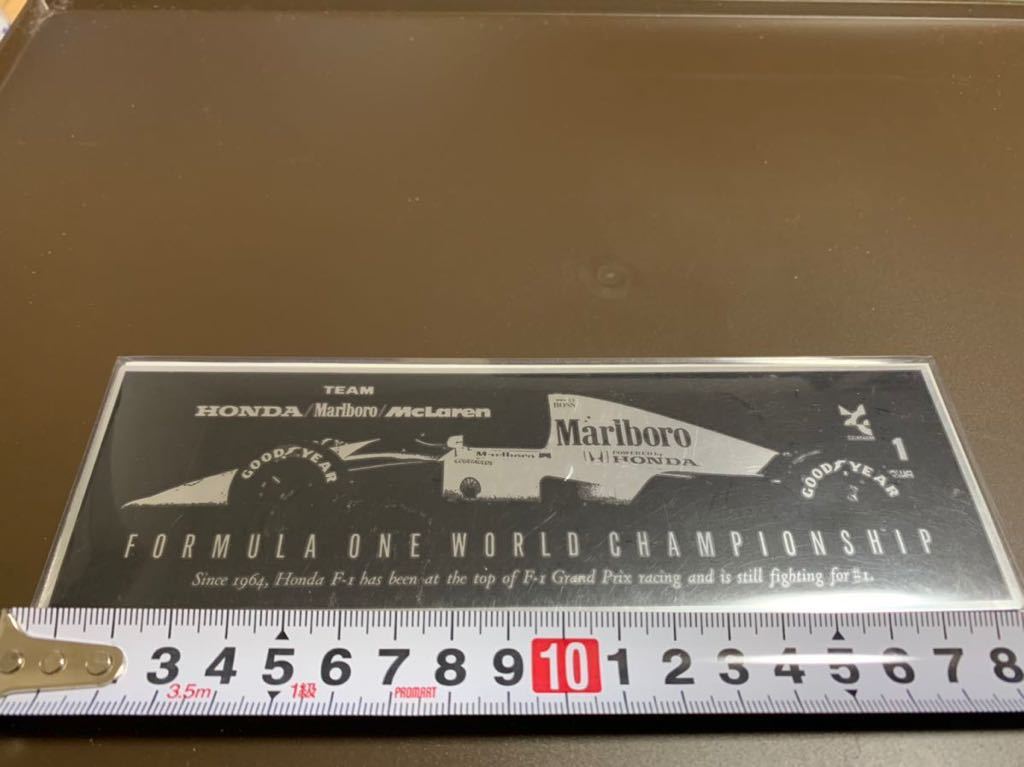 TEAM
HONDA/Marlboro/McLaren
BOSS
Marlboro
POWERED by
HONDA
Marlboro
COURTAULDS
GOODYEAR
GOODYEAR
1
FORMULA ONE WORLD CHAMPIONSHIP
Since 1964, Honda F-1 has been at the top of F-1 Grand Prix racing and is still fighting for #1.
3 4 5 6 7 8 9 10 1 2 3 4 5 6 7 8
3.5m 1級 PROMART